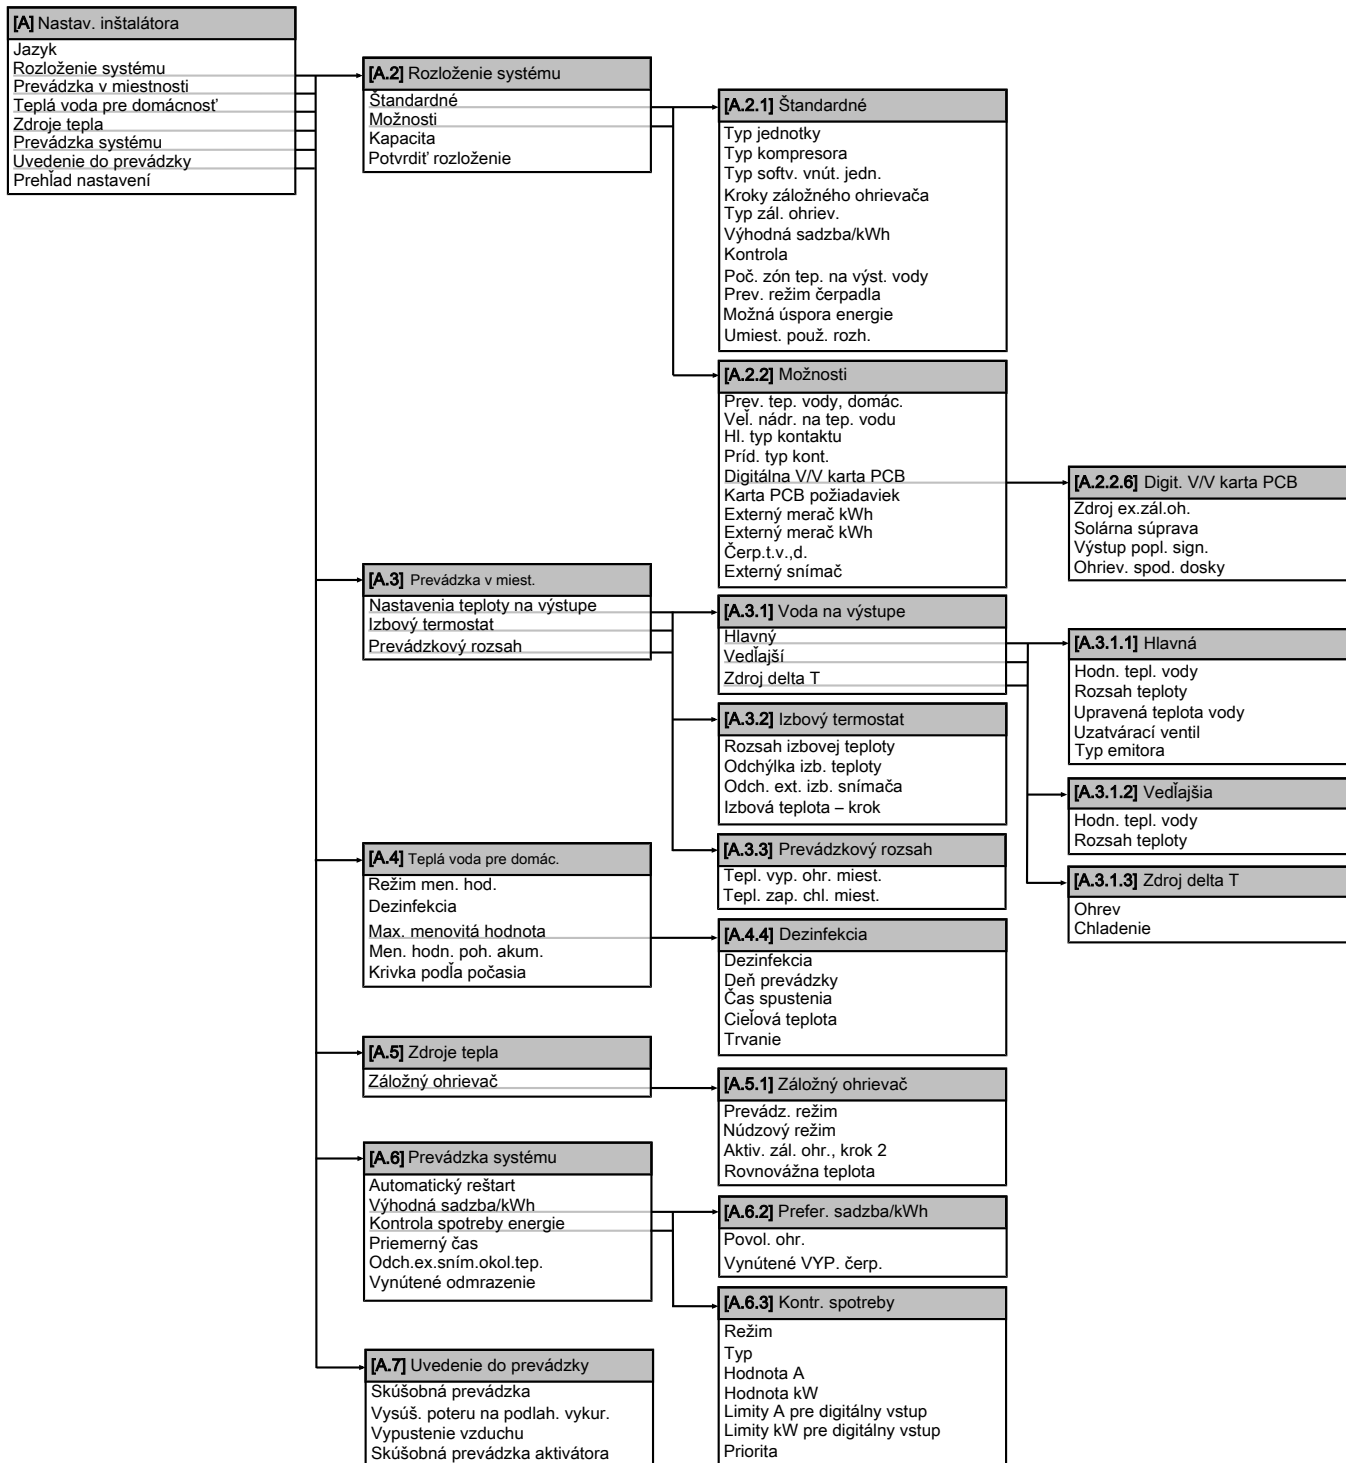 [A] Nastav. inštalátora
Jazyk
Rozloženie systému
Prevádzka v miestnosti
Teplá voda pre domácnosť
Zdroje tepla
Prevádzka systému
Uvedenie do prevádzky
Prehľad nastavení
[A.2] Rozloženie systému
Štandardné
Možnosti
Kapacita
Potvrdiť rozloženie
[A.2.1] Štandardné
Typ jednotky
Typ kompresora
Typ softv. vnút. jedn.
Kroky záložného ohrievača
Typ zál. ohriev.
Výhodná sadzba/kWh
Kontrola
Poč. zón tep. na výst. vody
Prev. režim čerpadla
Možná úspora energie
Umiest. použ. rozh.
[A.2.2] Možnosti
Prev. tep. vody, domác.
Veľ. nádr. na tep. vodu
Hl. typ kontaktu
Príd. typ kont.
Digitálna V/V karta PCB
Karta PCB požiadaviek
Externý merač kWh
Externý merač kWh
Čerp.t.v.,d.
Externý snímač
[A.2.2.6] Digit. V/V karta PCB
Zdroj ex.zál.oh.
Solárna súprava
Výstup popl. sign.
Ohriev. spod. dosky
[A.3] Prevádzka v miest.
Nastavenia teploty na výstupe
Izbový termostat
Prevádzkový rozsah
[A.3.1] Voda na výstupe
Hlavný
Vedľajší
Zdroj delta T
[A.3.1.1] Hlavná
Hodn. tepl. vody
Rozsah teploty
Upravená teplota vody
Uzatvárací ventil
Typ emitora
[A.3.2] Izbový termostat
Rozsah izbovej teploty
Odchýlka izb. teploty
Odch. ext. izb. snímača
Izbová teplota – krok
[A.3.1.2] Vedľajšia
Hodn. tepl. vody
Rozsah teploty
[A.3.3] Prevádzkový rozsah
Tepl. vyp. ohr. miest.
Tepl. zap. chl. miest.
[A.3.1.3] Zdroj delta T
Ohrev
Chladenie
[A.4] Teplá voda pre domác.
Režim men. hod.
Dezinfekcia
Max. menovitá hodnota
Men. hodn. poh. akum.
Krivka podľa počasia
[A.4.4] Dezinfekcia
Dezinfekcia
Deň prevádzky
Čas spustenia
Cieľová teplota
Trvanie
[A.5] Zdroje tepla
Záložný ohrievač
[A.5.1] Záložný ohrievač
Prevádz. režim
Núdzový režim
Aktiv. zál. ohr., krok 2
Rovnovážna teplota
[A.6] Prevádzka systému
Automatický reštart
Výhodná sadzba/kWh
Kontrola spotreby energie
Priemerný čas
Odch.ex.sním.okol.tep.
Vynútené odmrazenie
[A.6.2] Prefer. sadzba/kWh
Povol. ohr.
Vynútené VYP. čerp.
[A.6.3] Kontr. spotreby
Režim
Typ
Hodnota A
Hodnota kW
Limity A pre digitálny vstup
Limity kW pre digitálny vstup
Priorita
[A.7] Uvedenie do prevádzky
Skúšobná prevádzka
Vysúš. poteru na podlah. vykur.
Vypustenie vzduchu
Skúšobná prevádzka aktivátora